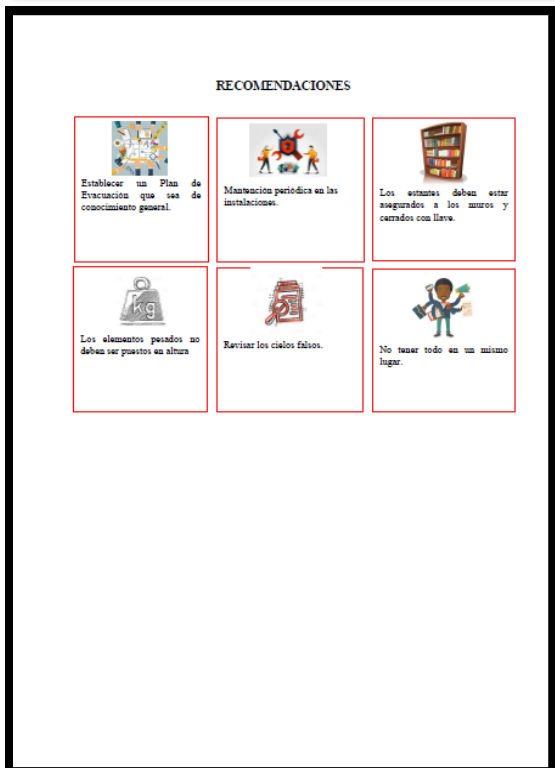 RECOMENDACIONES
Establecer un Plan de
Evacuación que sea de
conocimiento general.
Mantención periódica en las
instalaciones.
Los estantes deben estar
asegurados a los muros y
cerrados con llave.
kg
Los elementos pesados no
deben ser puestos en altura
Revisar los cielos falsos.
No tener todo en un mismo
lugar.